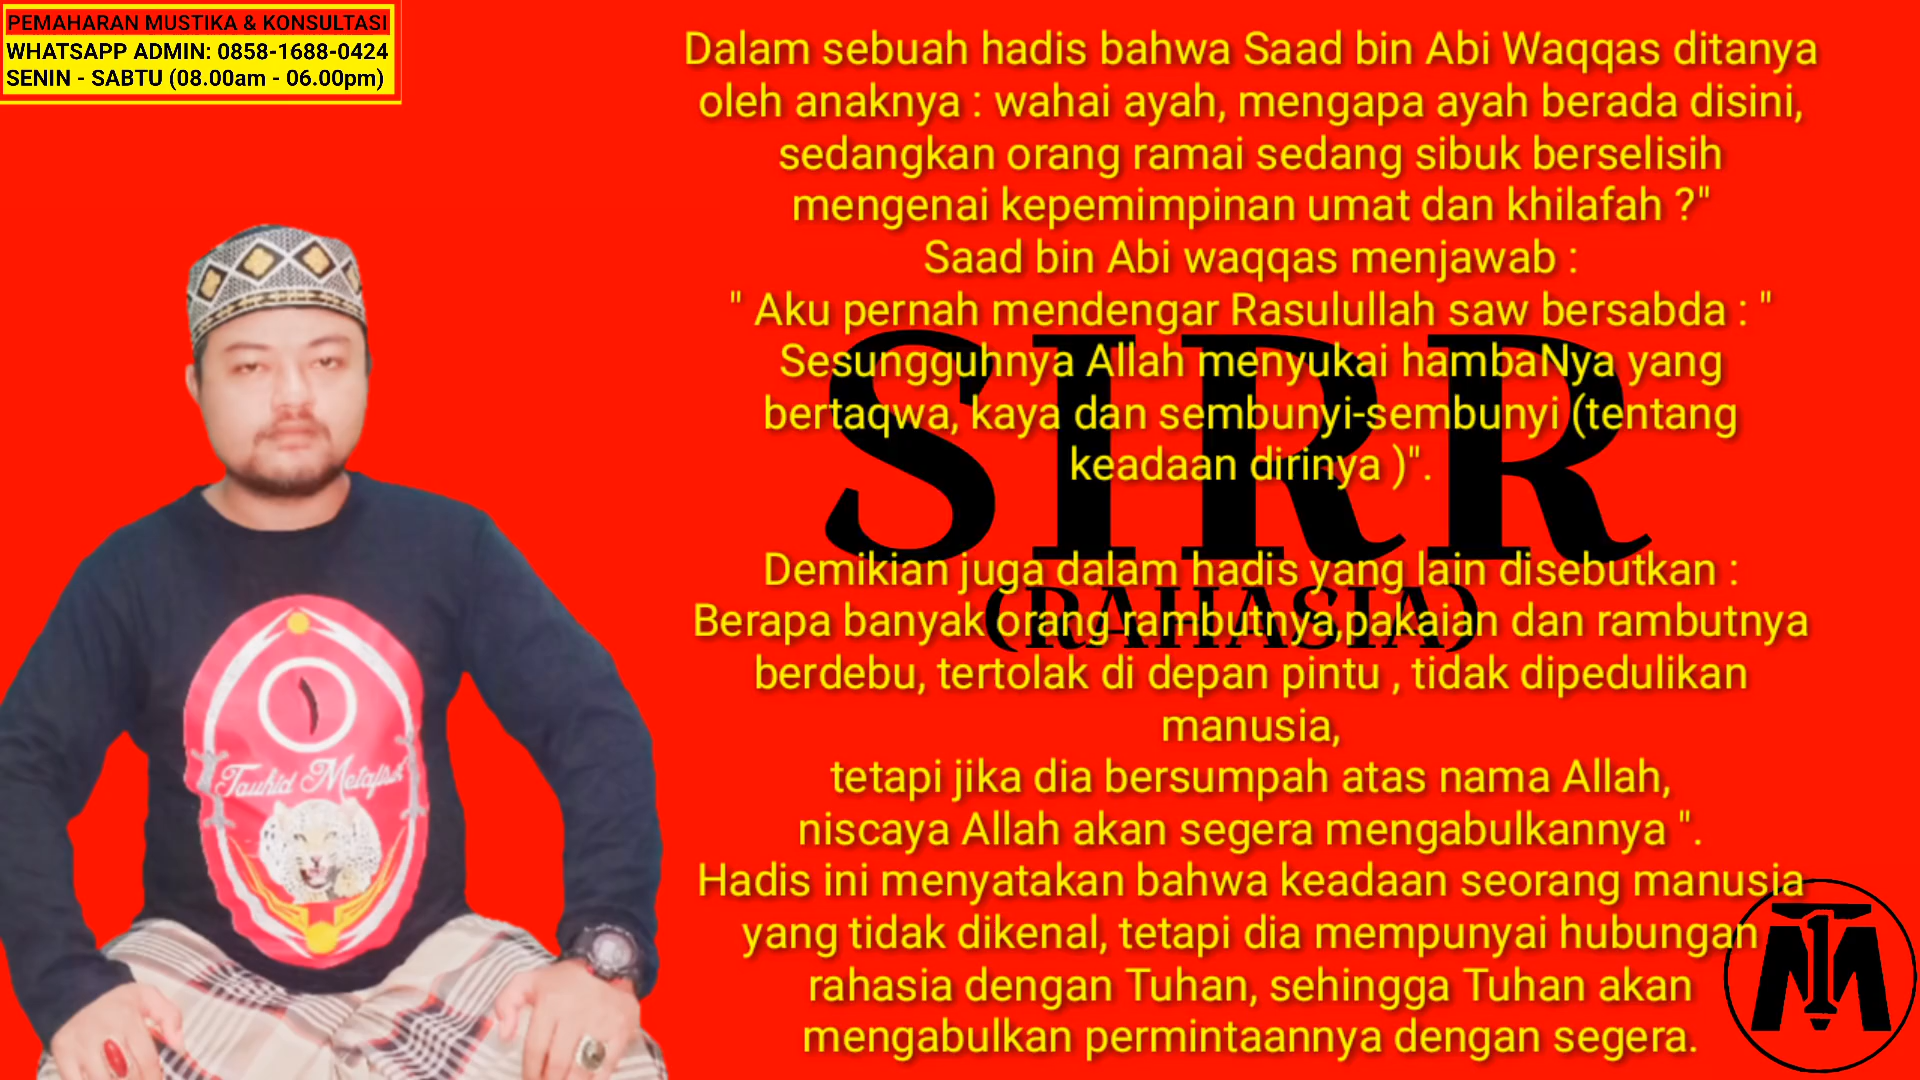 PEMAHARAN MUSTIKA & KONSULTASI
WHATSAPP ADMIN: 0858-1688-0424
SENIN - SABTU (08.00am - 06.00pm)
Dalam sebuah hadis bahwa Saad bin Abi Waqqas ditanya
oleh anaknya : wahai ayah, mengapa ayah berada disini,
sedangkan orang ramai sedang sibuk berselisih
mengenai kepemimpinan umat dan khilafah ?"
Saad bin Abi waqqas menjawab :
" Aku pernah mendengar Rasulullah saw bersabda : "
Sesungguhnya Allah menyukai hambaNya yang
bertaqwa, kaya dan sembunyi-sembunyi (tentang
keadaan dirinya )".
SIRR
(RAHASIA)
Demikian juga dalam hadis yang lain disebutkan :
Berapa banyak orang rambutnya,pakaian dan rambutnya
berdebu, tertolak di depan pintu , tidak dipedulikan
manusia,
tetapi jika dia bersumpah atas nama Allah,
niscaya Allah akan segera mengabulkannya ".
Hadis ini menyatakan bahwa keadaan seorang manusia
yang tidak dikenal, tetapi dia mempunyai hubungan
rahasia dengan Tuhan, sehingga Tuhan akan
mengabulkan permintaannya dengan segera.
Tauhid Metafisik